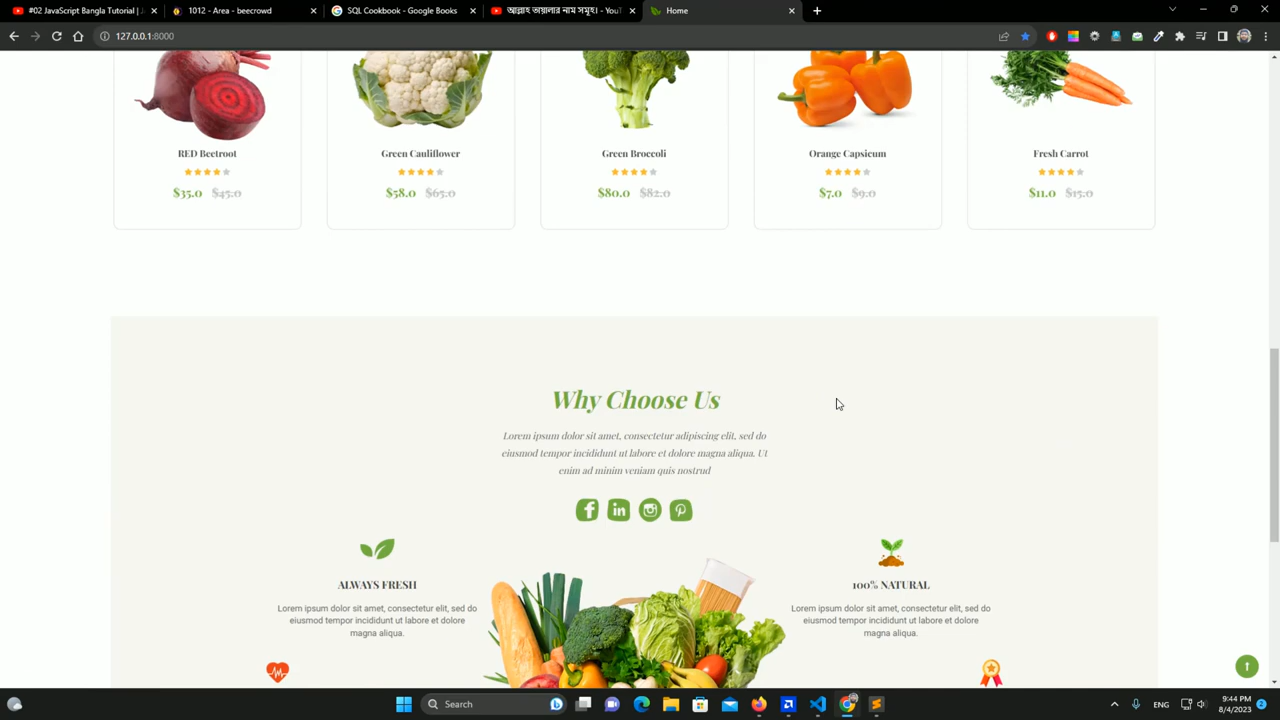 #02 JavaScript Bangla Tutorial |
1012 - Area - beecrowd
SQL Cookbook - Google Books
আল্লাহ তায়ালার নাম সমূহ। - YouT
Home
127.0.0.1:8000
RED Beetroot
$35.0 $45.0
Green Cauliflower
$58.0 $65.0
Green Broccoli
$80.0 $82.0
Orange Capsicum
$7.0 $9.0
Fresh Carrot
$11.0 $15.0
Why Choose Us
Lorem ipsum dolor sit amet, consectetur adipiscing elit, sed do
eiusmod tempor incididunt ut labore et dolore magna aliqua. Ut
enim ad minim veniam quis nostrud
ALWAYS FRESH
Lorem ipsum dolor sit amet, consectetur elit, sed do
eiusmod tempor incididunt ut labore et dolore
magna aliqua.
100% NATURAL
Lorem ipsum dolor sit amet, consectetur elit, sed do
eiusmod tempor incididunt ut labore et dolore
magna aliqua.
Search
ENG
9:44 PM
8/4/2023
2